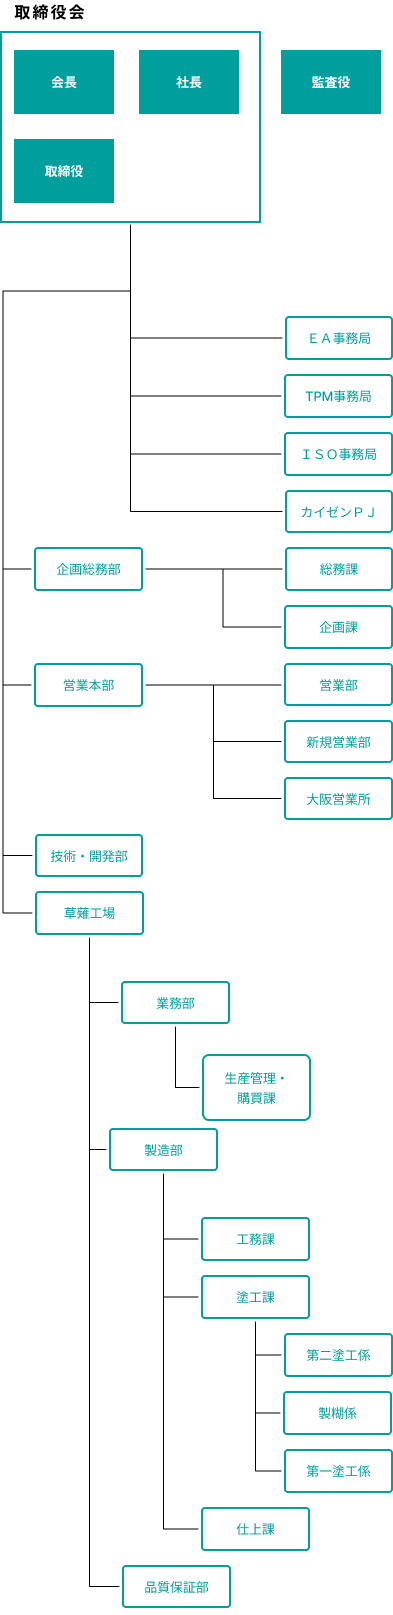 取締役会
会長
社長
監査役
取締役
ＥＡ事務局
TPM事務局
ＩＳＯ事務局
カイゼンＰＪ
企画総務部
総務課
企画課
営業本部
営業部
新規営業部
大阪営業所
技術・開発部
草薙工場
業務部
生産管理・
購買課
製造部
工務課
塗工課
第二塗工係
製糊係
第一塗工係
仕上課
品質保証部